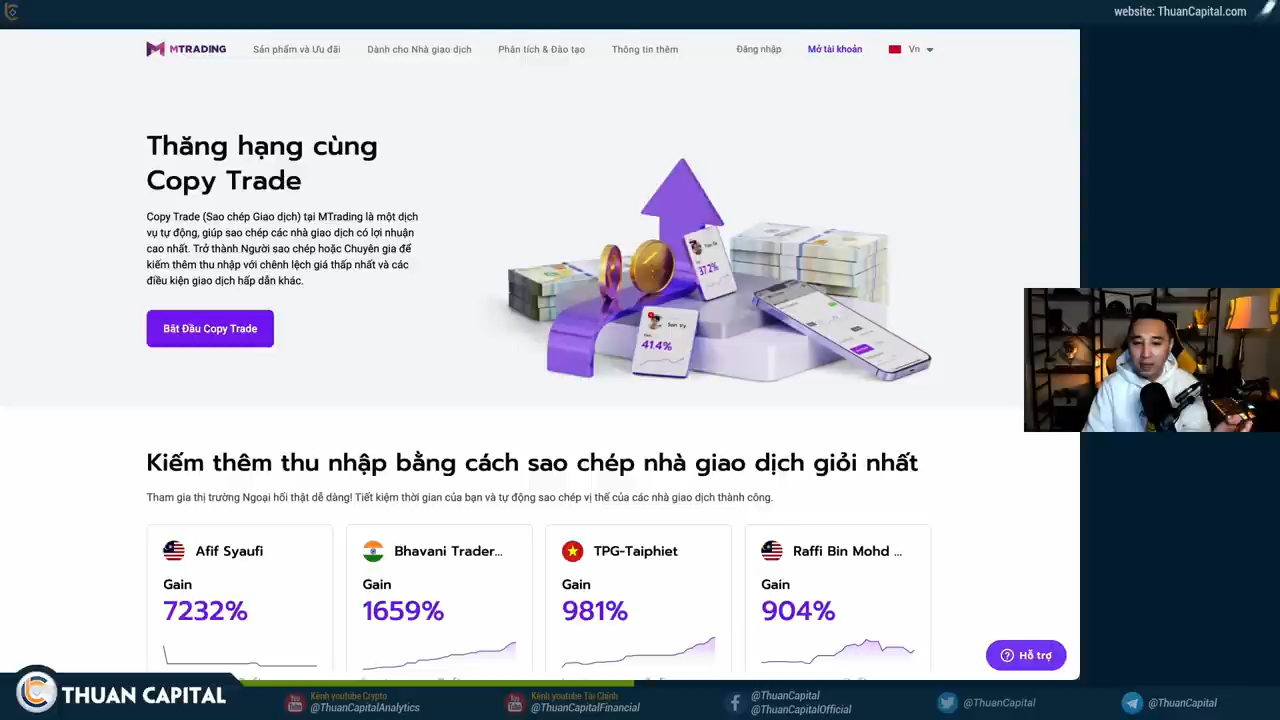 website: ThuanCapital.com
MTRADING
Sản phẩm và Ưu đãi
Dành cho Nhà giao dịch
Phân tích & Đào tạo
Thông tin thêm
Đăng nhập
Mở tài khoản
Vn
Thăng hạng cùng
Copy Trade
Copy Trade (Sao chép Giao dịch) tại MTrading là một dịch
vụ tự động, giúp sao chép các nhà giao dịch có lợi nhuận
cao nhất. Trở thành Người sao chép hoặc Chuyên gia để
kiếm thêm thu nhập với chênh lệch giá thấp nhất và các
điều kiện giao dịch hấp dẫn khác.
Bắt Đầu Copy Trade
37.2%
41.4%
Kiếm thêm thu nhập bằng cách sao chép nhà giao dịch giỏi nhất
Tham gia thị trường Ngoại hối thật dễ dàng! Tiết kiệm thời gian của bạn và tự động sao chép vị thế của các nhà giao dịch thành công.
Afif Syaufi
Gain
7232%
Bhavani Trader...
Gain
1659%
TPG-Taiphiet
Gain
981%
Raffi Bin Mohd ...
Gain
904%
Hỗ trợ
THUAN CAPITAL
Kênh youtube Crypto
@ThuanCapitalAnalytics
Kênh youtube Tài Chính
@ThuanCapitalFinancial
@ThuanCapital
@ThuanCapitalOfficial
@ThuanCapital
@ThuanCapital